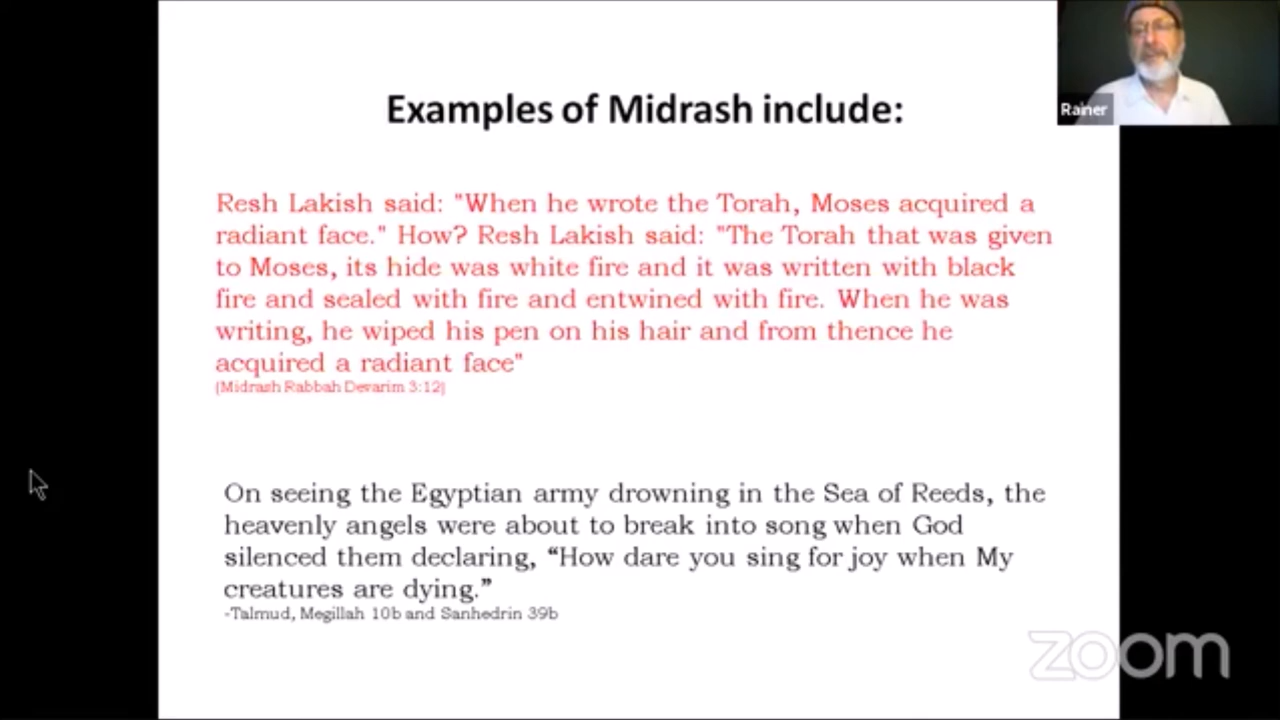 Examples of Midrash include:
Rainer
Resh Lakish said: "When he wrote the Torah, Moses acquired a
radiant face." How? Resh Lakish said: "The Torah that was given
to Moses, its hide was white fire and it was written with black
fire and sealed with fire and entwined with fire. When he was
writing, he wiped his pen on his hair and from thence he
acquired a radiant face"
(Midrash Rabbah Devarim 3:12)
On seeing the Egyptian army drowning in the Sea of Reeds, the
heavenly angels were about to break into song when God
silenced them declaring, “How dare you sing for joy when My
creatures are dying.”
-Talmud, Megillah 10b and Sanhedrin 39b
zoom